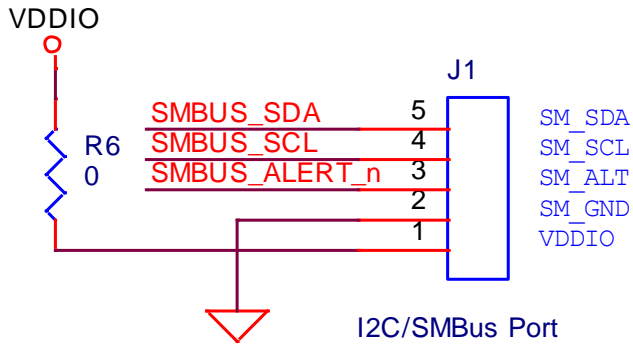 VDDIO
J1
SMBUS_SDA 5 SM_SDA
R6 SMBUS_SCL 4 SM_SCL
0 SMBUS_ALERT_n 3 SM_ALT
2 SM_GND
1 VDDIO
I2C/SMBus Port